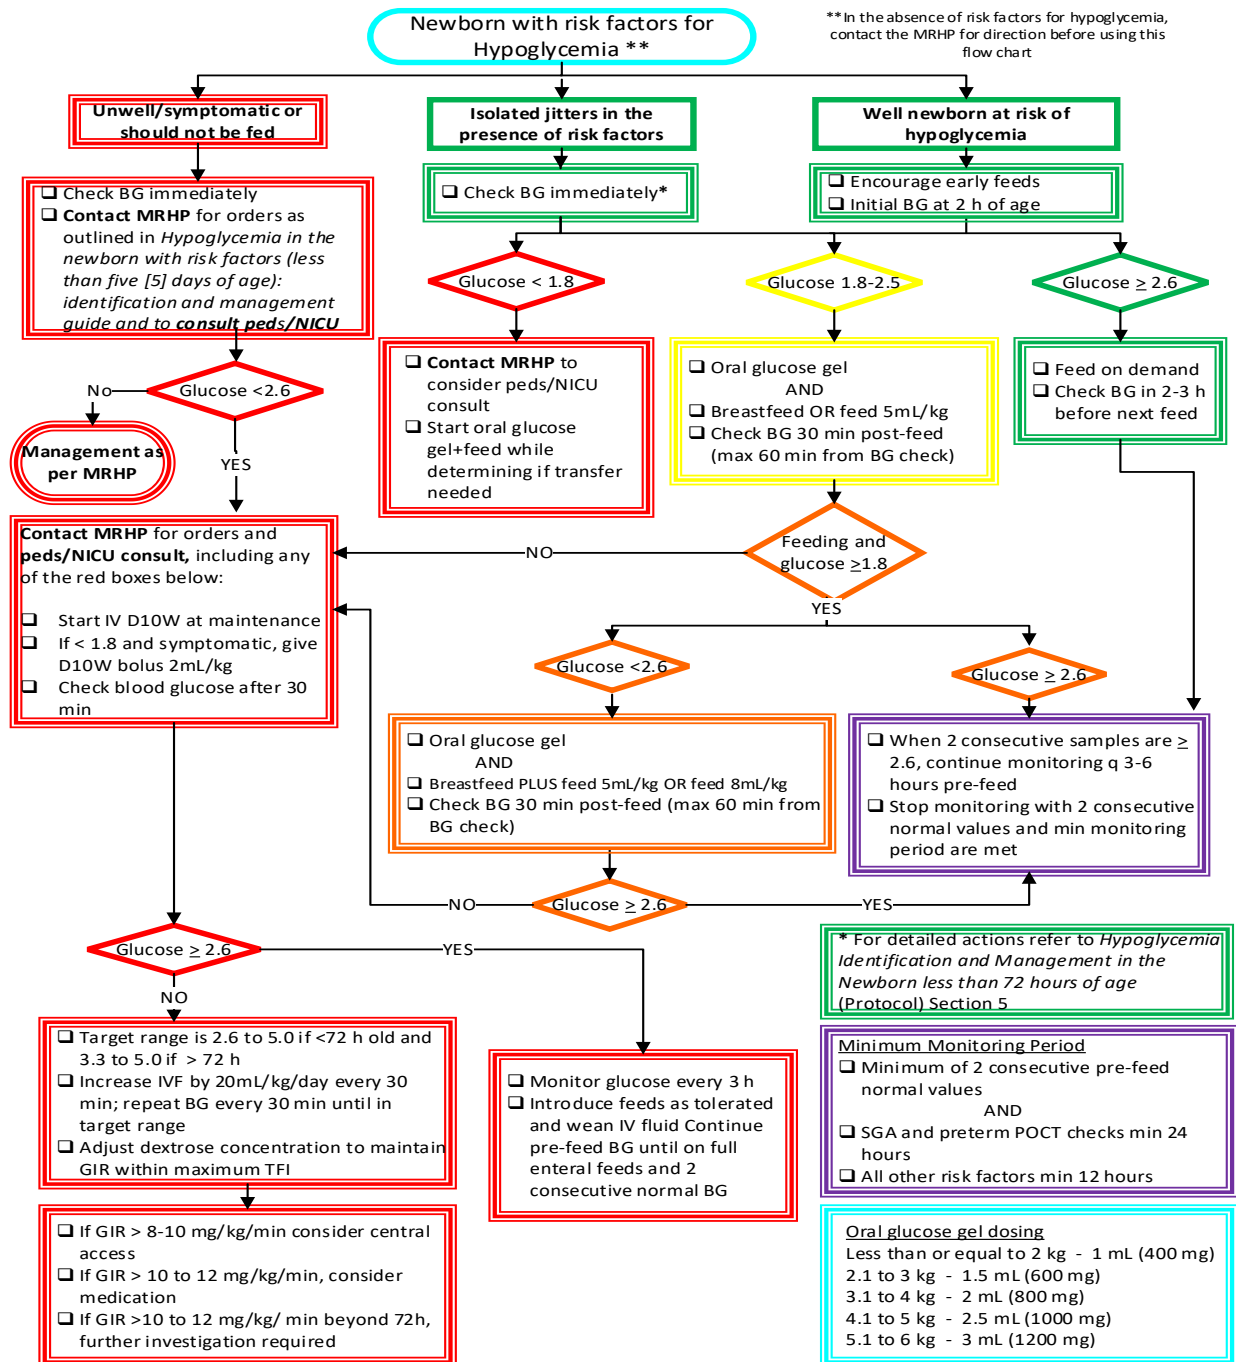 Newborn with risk factors for
Hypoglycemia **
**In the absence of risk factors for hypoglycemia,
contact the MRHP for direction before using this
flow chart
Unwell/symptomatic or
should not be fed
Isolated jitters in the
presence of risk factors
Well newborn at risk of
hypoglycemia
❑ Check BG immediately
❑ Contact MRHP for orders as
outlined in Hypoglycemia in the
newborn with risk factors (less
than five [5] days of age):
identification and management
guide and to consult peds/NICU
❑ Check BG immediately*
❑ Encourage early feeds
❑ Initial BG at 2 h of age
Glucose < 1.8
Glucose 1.8-2.5
Glucose ≥ 2.6
Glucose <2.6
No
YES
Management as
per MRHP
❑ Contact MRHP to
consider peds/NICU
consult
❑ Start oral glucose
gel+feed while
determining if transfer
needed
❑ Oral glucose gel
AND
❑ Breastfeed OR feed 5mL/kg
❑ Check BG 30 min post-feed
(max 60 min from BG check)
❑ Feed on demand
❑ Check BG in 2-3 h
before next feed
Contact MRHP for orders and
peds/NICU consult, including any
of the red boxes below:
❑ Start IV D10W at maintenance
❑ If < 1.8 and symptomatic, give
D10W bolus 2mL/kg
❑ Check blood glucose after 30
min
NO
Feeding and
glucose ≥1.8
YES
Glucose <2.6
Glucose ≥ 2.6
❑ Oral glucose gel
AND
❑ Breastfeed PLUS feed 5mL/kg OR feed 8mL/kg
❑ Check BG 30 min post-feed (max 60 min from
BG check)
❑ When 2 consecutive samples are ≥
2.6, continue monitoring q 3-6
hours pre-feed
❑ Stop monitoring with 2 consecutive
normal values and min monitoring
period are met
NO
Glucose ≥ 2.6
YES
Glucose ≥ 2.6
YES
NO
* For detailed actions refer to Hypoglycemia
Identification and Management in the
Newborn less than 72 hours of age
(Protocol) Section 5
❑ Target range is 2.6 to 5.0 if <72 h old and
3.3 to 5.0 if > 72 h
❑ Increase IVF by 20mL/kg/day every 30
min; repeat BG every 30 min until in
target range
❑ Adjust dextrose concentration to maintain
GIR within maximum TFI
❑ Monitor glucose every 3 h
❑ Introduce feeds as tolerated
and wean IV fluid Continue
pre-feed BG until on full
enteral feeds and 2
consecutive normal BG
Minimum Monitoring Period
❑ Minimum of 2 consecutive pre-feed
normal values
AND
❑ SGA and preterm POCT checks min 24
hours
❑ All other risk factors min 12 hours
❑ If GIR > 8-10 mg/kg/min consider central
access
❑ If GIR > 10 to 12 mg/kg/min, consider
medication
❑ If GIR >10 to 12 mg/kg/ min beyond 72h,
further investigation required
Oral glucose gel dosing
Less than or equal to 2 kg - 1 mL (400 mg)
2.1 to 3 kg - 1.5 mL (600 mg)
3.1 to 4 kg - 2 mL (800 mg)
4.1 to 5 kg - 2.5 mL (1000 mg)
5.1 to 6 kg - 3 mL (1200 mg)